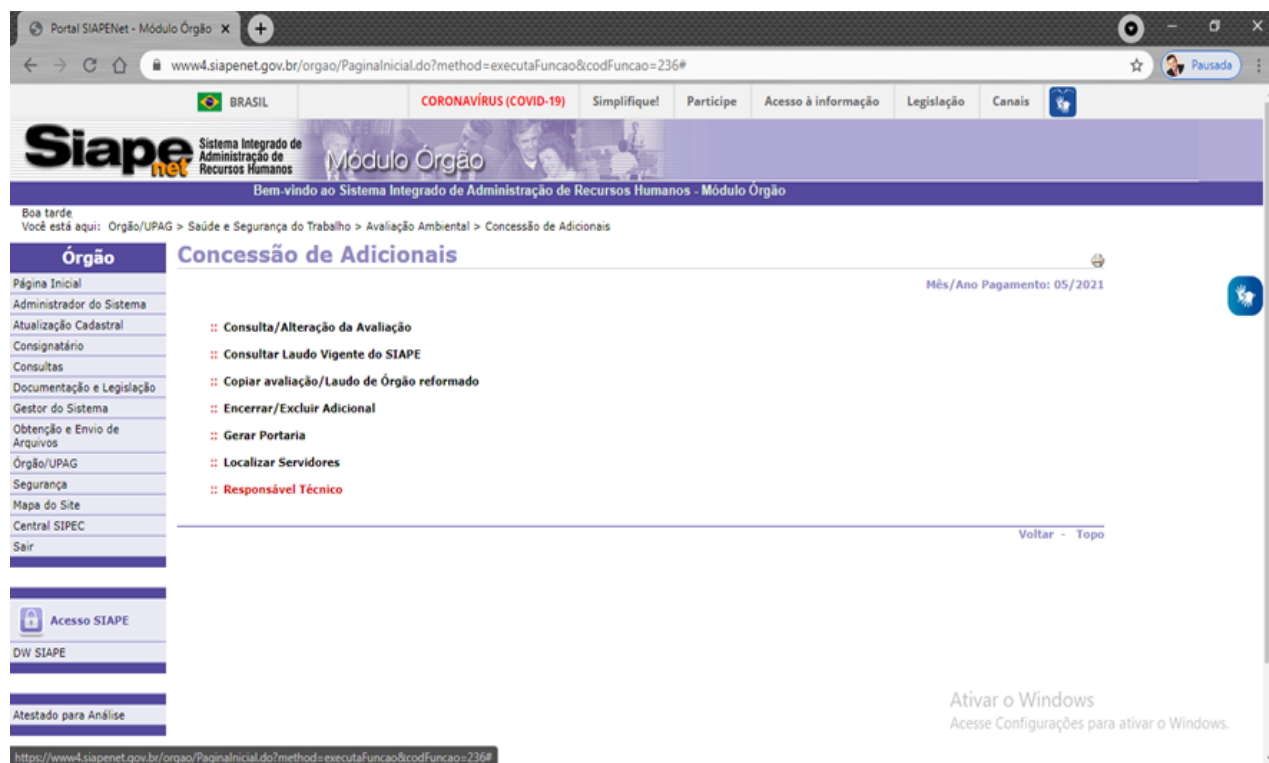 Portal SIAPENet - Módulo Órgão
www4.siapenet.gov.br/orgao/PaginaInicial.do?method=executaFuncao&codFuncao=236#
Pausada
BRASIL CORONAVÍRUS (COVID-19) Simplifique! Participe Acesso à informação Legislação Canais
Siape net
Sistema Integrado de
Administração de
Recursos Humanos
Módulo Órgão
Bem-vindo ao Sistema Integrado de Administração de Recursos Humanos - Módulo Órgão
Boa tarde
Você está aqui: Orgão/UPAG > Saúde e Segurança do Trabalho > Avaliação Ambiental > Concessão de Adicionais
Órgão
Página Inicial
Administrador do Sistema
Atualização Cadastral
Consignatário
Consultas
Documentação e Legislação
Gestor do Sistema
Obtenção e Envio de
Arquivos
Órgão/UPAG
Segurança
Mapa do Site
Central SIPEC
Sair
Acesso SIAPE
DW SIAPE
Atestado para Análise
Concessão de Adicionais
Mês/Ano Pagamento: 05/2021
:: Consulta/Alteração da Avaliação
:: Consultar Laudo Vigente do SIAPE
:: Copiar avaliação/Laudo de Órgão reformado
:: Encerrar/Excluir Adicional
:: Gerar Portaria
:: Localizar Servidores
:: Responsável Técnico
Voltar - Topo
Ativar o Windows
Acesse Configurações para ativar o Windows.
https://www4.siapenet.gov.br/orgao/PaginaInicial.do?method=executaFuncao&codFuncao=236#